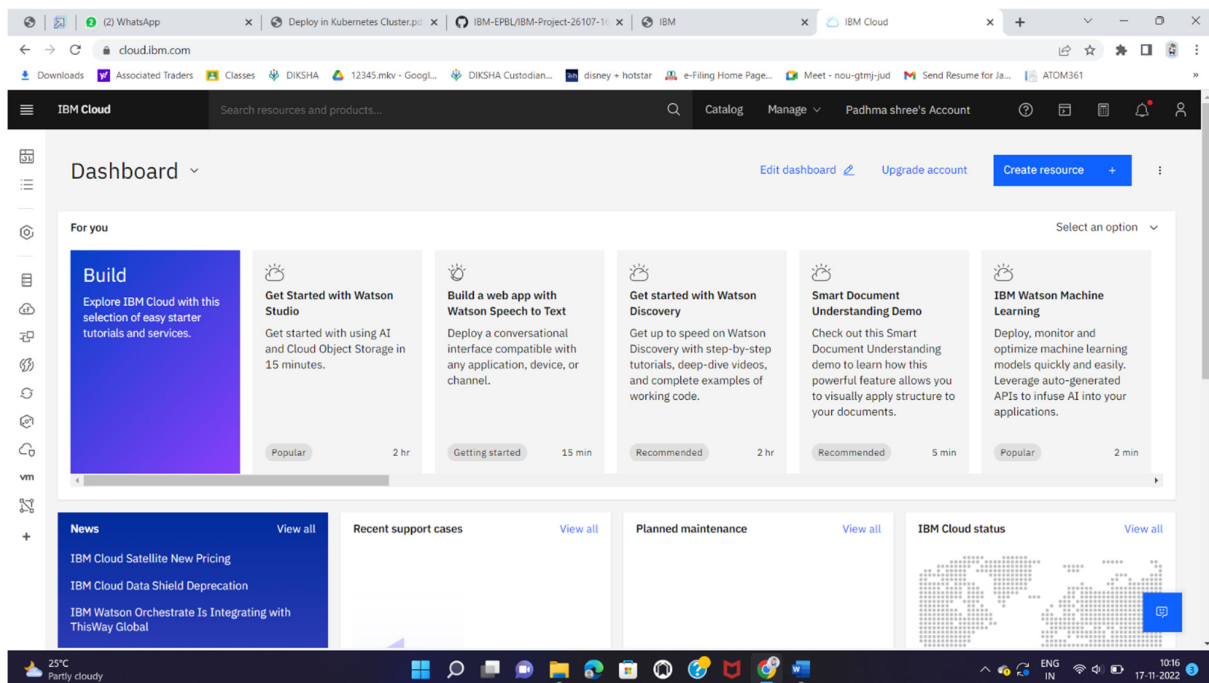 (2) WhatsApp
Deploy in Kubernetes Cluster.pd
IBM-EPBL/IBM-Project-26107-16
IBM
IBM Cloud
cloud.ibm.com
Downloads
Associated Traders
Classes
DIKSHA
12345.mkv - Googl...
DIKSHA Custodian...
disney + hotstar
e-Filing Home Page...
Meet - nou-gtmj-jud
Send Resume for Ja...
ATOM361
»
IBM Cloud
Search resources and products...
Catalog
Manage
Padhma shree's Account
Dashboard
Edit dashboard
Upgrade account
Create resource +
For you
Select an option
Build
Explore IBM Cloud with this
selection of easy starter
tutorials and services.
Get Started with Watson
Studio
Get started with using AI
and Cloud Object Storage in
15 minutes.
Popular
2 hr
Build a web app with
Watson Speech to Text
Deploy a conversational
interface compatible with
any application, device, or
channel.
Getting started
15 min
Get started with Watson
Discovery
Get up to speed on Watson
Discovery with step-by-step
tutorials, deep-dive videos,
and complete examples of
working code.
Recommended
2 hr
Smart Document
Understanding Demo
Check out this Smart
Document Understanding
demo to learn how this
powerful feature allows you
to visually apply structure to
your documents.
Recommended
5 min
IBM Watson Machine
Learning
Deploy, monitor and
optimize machine learning
models quickly and easily.
Leverage auto-generated
APIs to infuse AI into your
applications.
Popular
2 min
vm
News
View all
IBM Cloud Satellite New Pricing
IBM Cloud Data Shield Deprecation
IBM Watson Orchestrate Is Integrating with
ThisWay Global
Recent support cases
View all
Planned maintenance
View all
IBM Cloud status
View all
25°C
Partly cloudy
ENG
IN
10:16
17-11-2022
3